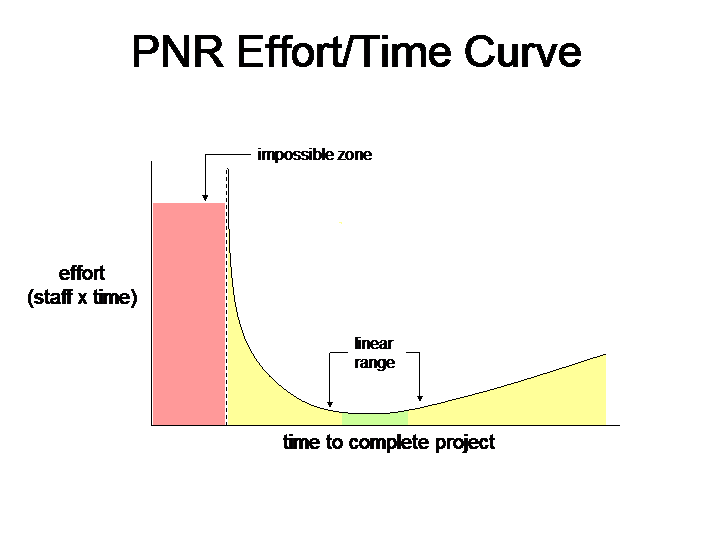 PNR Effort/Time Curve
impossible zone
effort
(staff x time)
linear
range
time to complete project